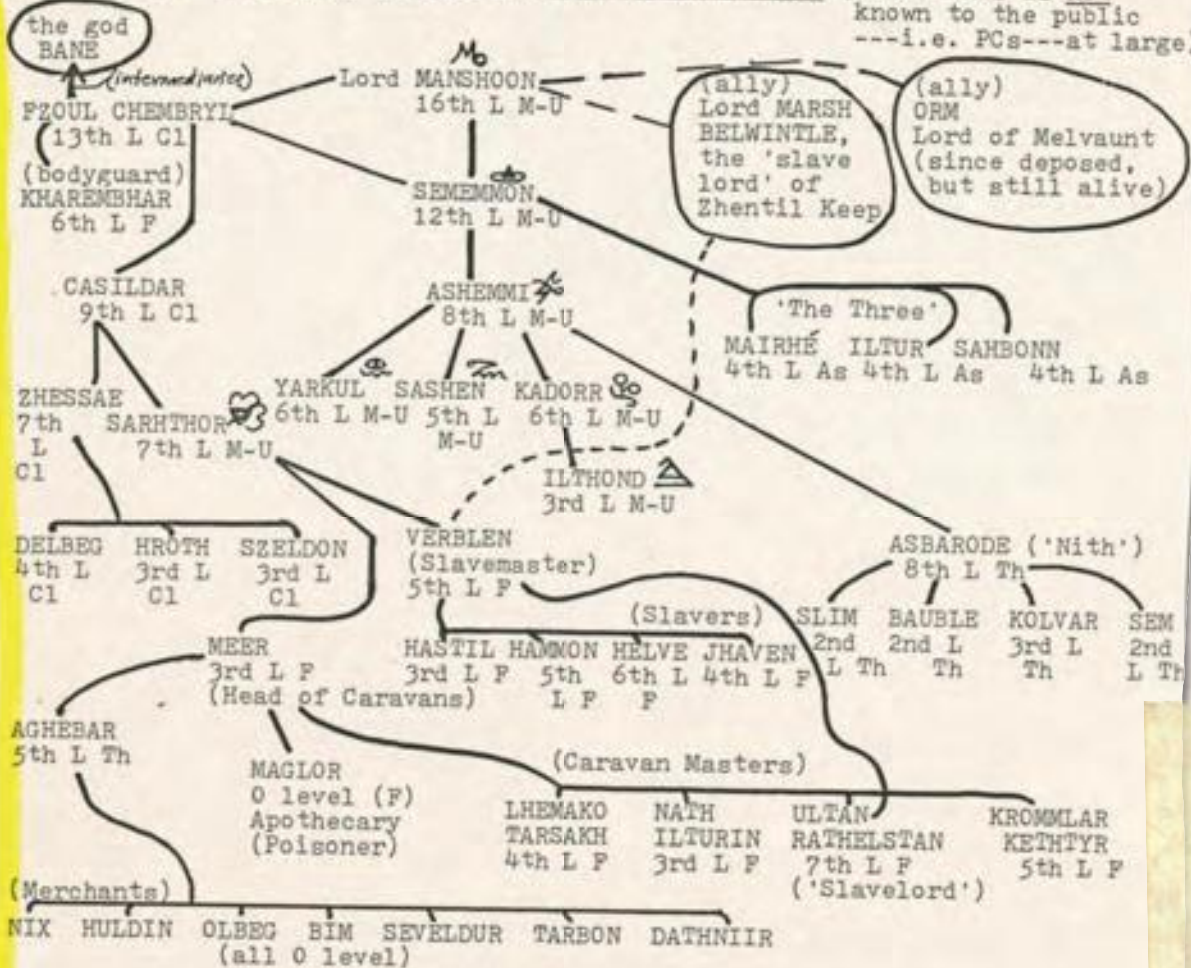 known to the public
---i.e. PCs---at large
the god
BANE
(intermediance)
FZOUL CHEMBRYL
13th L Cl
(bodyguard)
KHAREMBHAR
6th L F
Lord MANSHOON
16th L M-U
(ally)
Lord MARSH
BELWINTLE,
the 'slave
lord' of
Zhentil Keep
(ally)
ORM
Lord of Melvaunt
(since deposed,
but still alive)
SEMEMMON
12th L M-U
CASILDAR
9th L Cl
ASHEMMI
8th L M-U
'The Three'
MAIRHÉ ILTUR SAHBONN
4th L As 4th L As 4th L As
ZHESSAE
7th
L
Cl
SARHTHOR
7th L M-U
YARKUL
6th L M-U
SASHEN
5th L
M-U
KADORR
6th L M-U
ILTHOND
3rd L M-U
DELBEG
4th L
Cl
HROTH
3rd L
Cl
SZELDON
3rd L
Cl
VERBLEN
(Slavemaster)
5th L F
ASBARODE ('Nith')
8th L Th
(Slavers)
HASTIL
3rd L F
HAMMON
5th
L F
HELVE
6th L
F
JHAVEN
4th L F
SLIM
2nd
L Th
BAUBLE
2nd L
Th
KOLVAR
3rd L
Th
SEM
2nd
L Th
MEER
3rd L F
(Head of Caravans)
AGHEBAR
5th L Th
MAGLOR
0 level (F)
Apothecary
(Poisoner)
(Caravan Masters)
LHEMAKO
TARSAKH
4th L F
NATH
ILTURIN
3rd L F
ULTAN
RATHELSTAN
7th L F
('Slavelord')
KROMMLAR
KETHTYR
5th L F
(Merchants)
NIX HULDIN OLBEG BIM SEVELDUR TARBON DATHNIIR
(all 0 level)